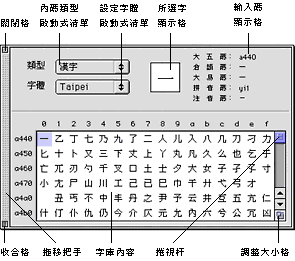 內碼類型 設定字體 所選字 輸入碼
關閉格 啟動式清單 啟動式清單 顯示格 顯示格
類型 漢字
字體 Taipei
一
大五碼: a440
倉頡碼:
大易碼:
拼音碼: yi1
注音碼:
0 1 2 3 4 5 6 7 8 9 a b c d e f
a440 一 乙 丁 七 乃 九 了 二 人 儿 入 八 几 刀 刁 力
a450 匕 十 卜 又 三 下 丈 上 丫 丸 凡 久 么 也 乞 于
a460 亡 兀 刃 勺 千 叉 口 土 士 夕 大 女 子 孑 孓 寸
a470 小 尢 尸 山 川 工 己 已 巳 巾 干 廾 弋 弓 才
a4a0 丑 丐 不 中 丰 丹 之 尹 予 云 井 互 五 亢 仁
a4b0 什 仃 仆 仇 仍 今 介 仄 元 允 內 六 兮 公 冗 凶
收合格 拖移把手 字庫內容 捲視杆 調整大小格